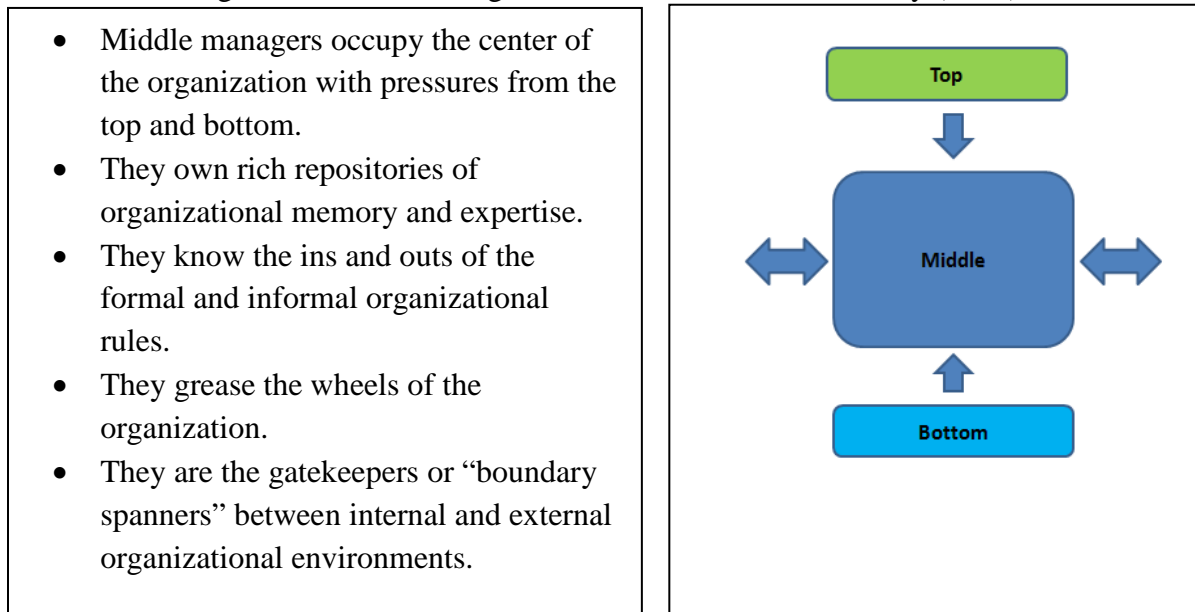 • Middle managers occupy the center of
the organization with pressures from the
top and bottom.
• They own rich repositories of
organizational memory and expertise.
• They know the ins and outs of the
formal and informal organizational
rules.
• They grease the wheels of the
organization.
• They are the gatekeepers or “boundary
spanners” between internal and external
organizational environments.
Top
Middle
Bottom